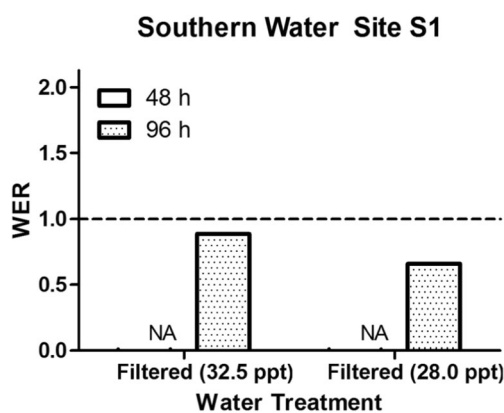 Southern Water Site S1
48 h
96 h
WER
2.0
1.5
1.0
0.5
0.0
NA
NA
Filtered (32.5 ppt)
Filtered (28.0 ppt)
Water Treatment